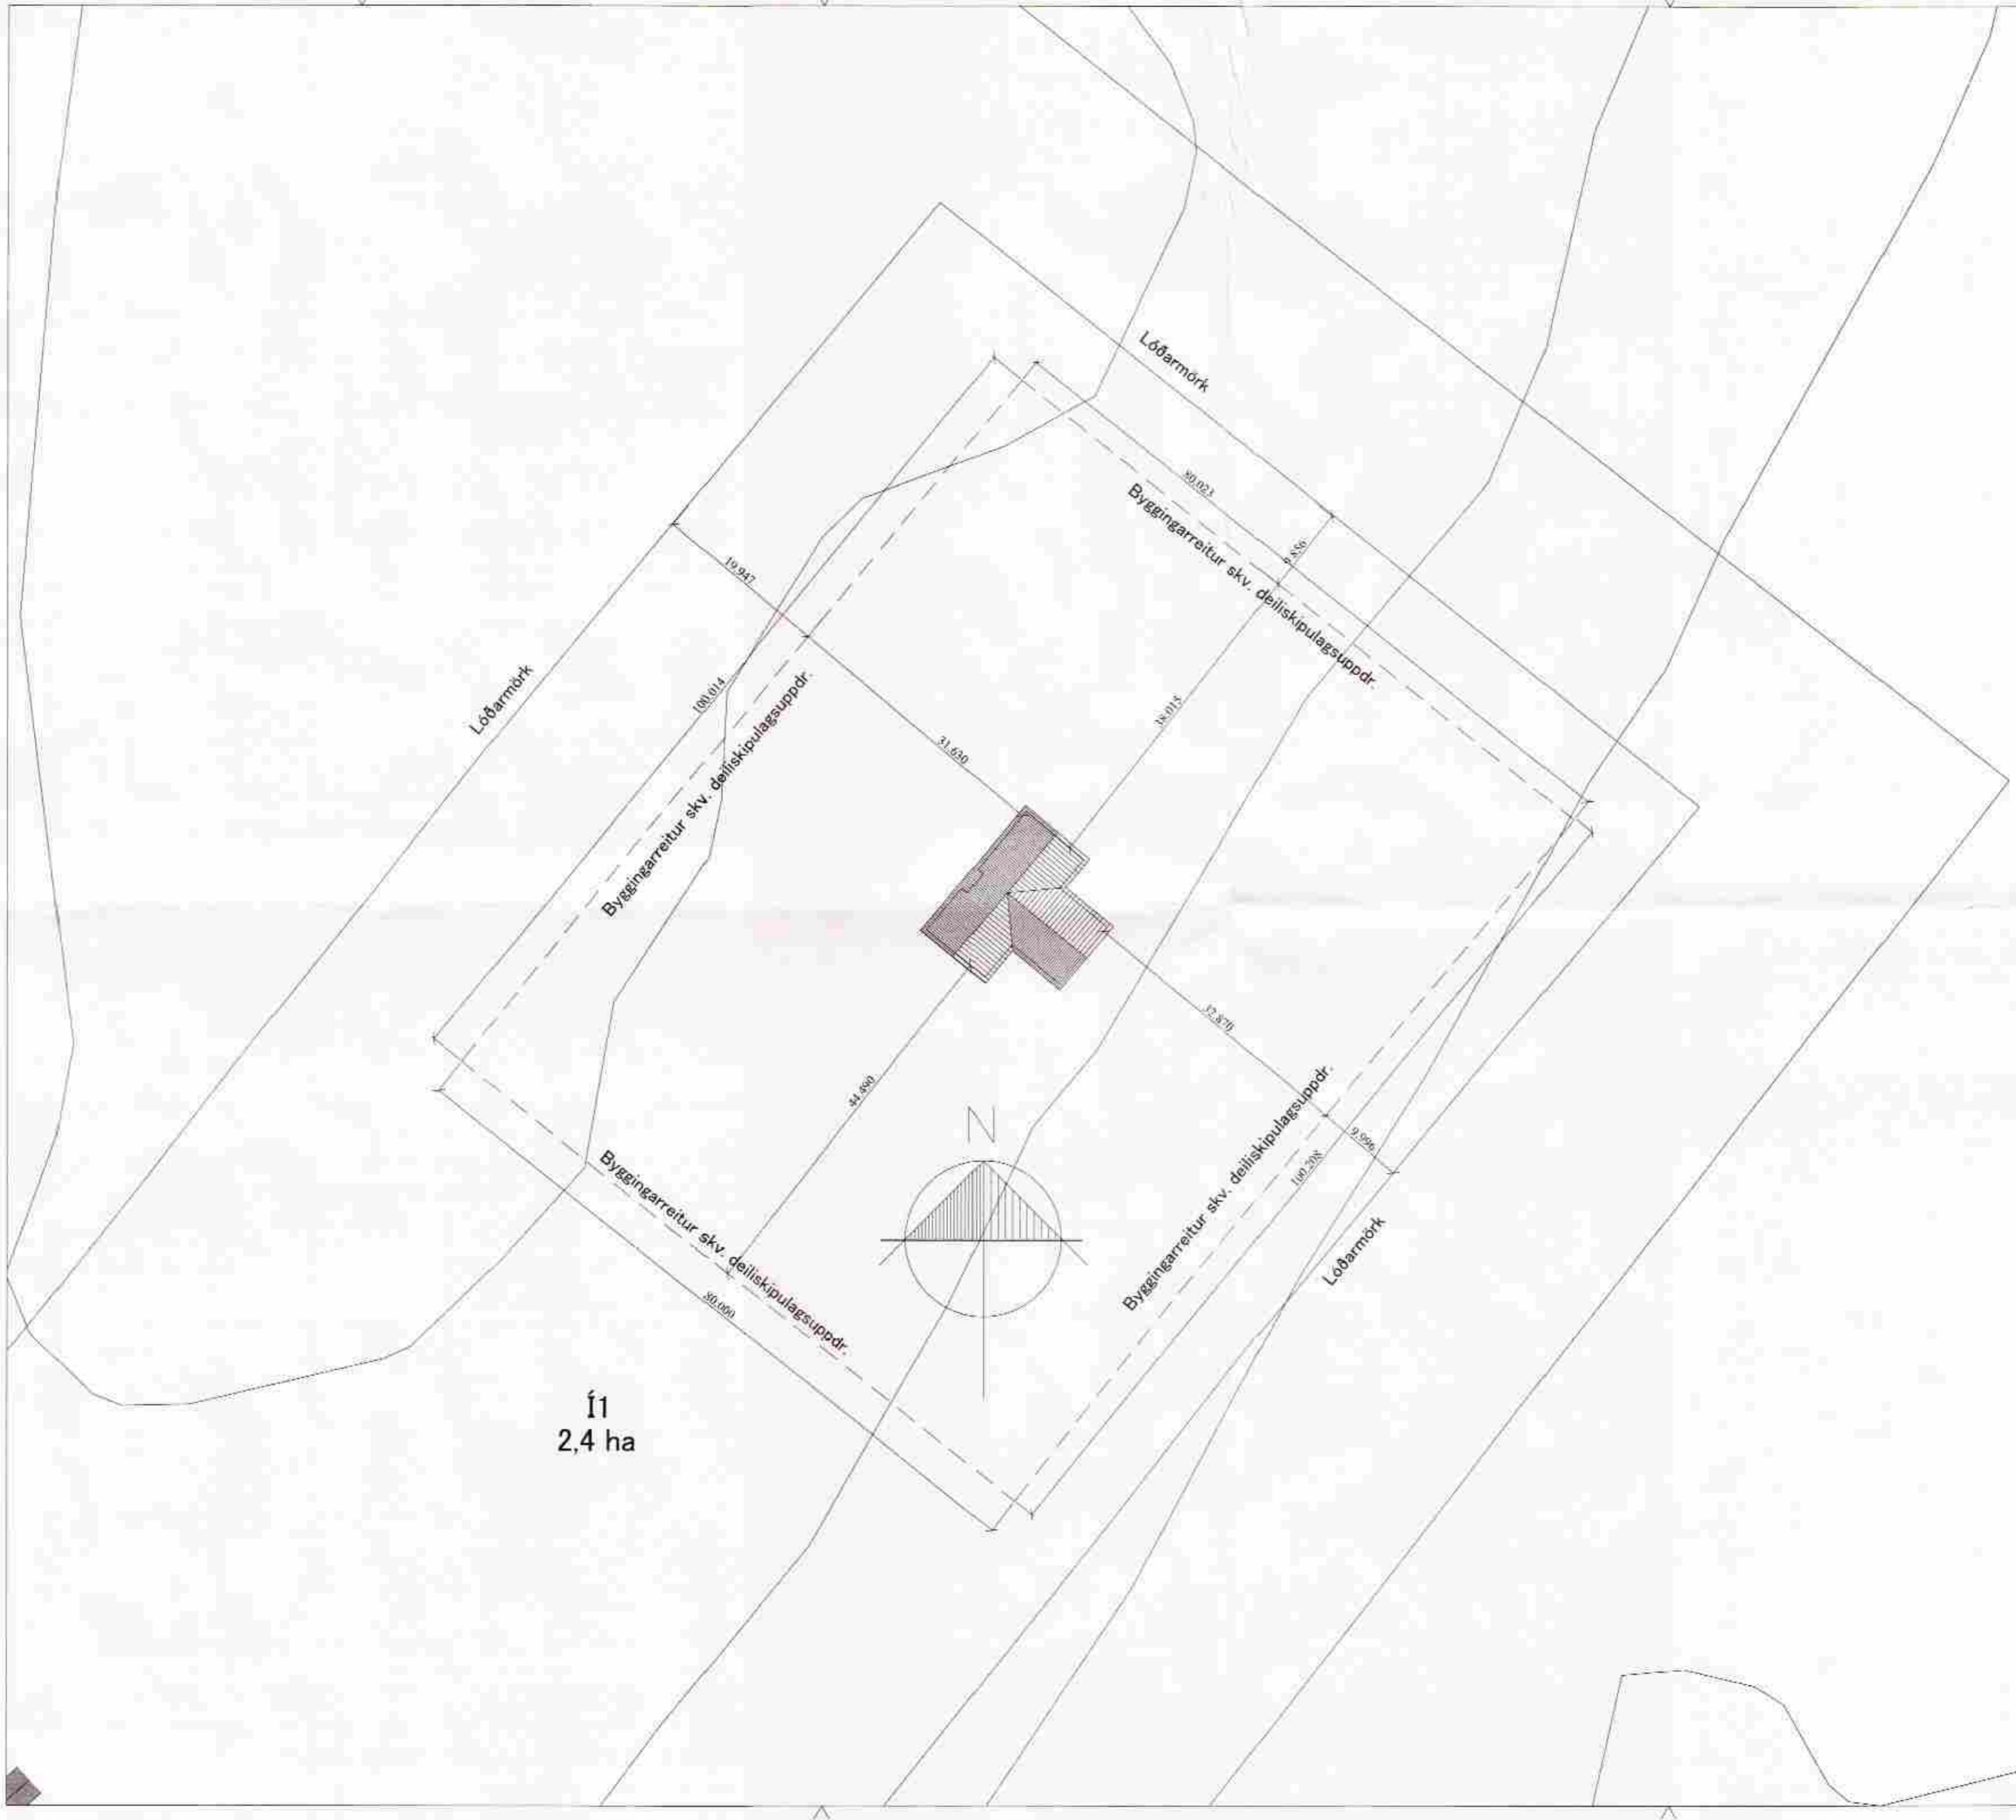 Lóðarmörk
80.023
Byggingarreitur skv. deiliskipulagsuppdr.
9.856
19.947
Lóðarmörk
100.014
Byggingarreitur skv. deiliskipulagsuppdr.
31.630
38.015
32.870
44.490
N
Byggingarreitur skv. deiliskipulagsuppdr.
9.996
100.208
Byggingarreitur skv. deiliskipulagsuppdr.
80.000
Lóðarmörk
Í1
2,4 ha